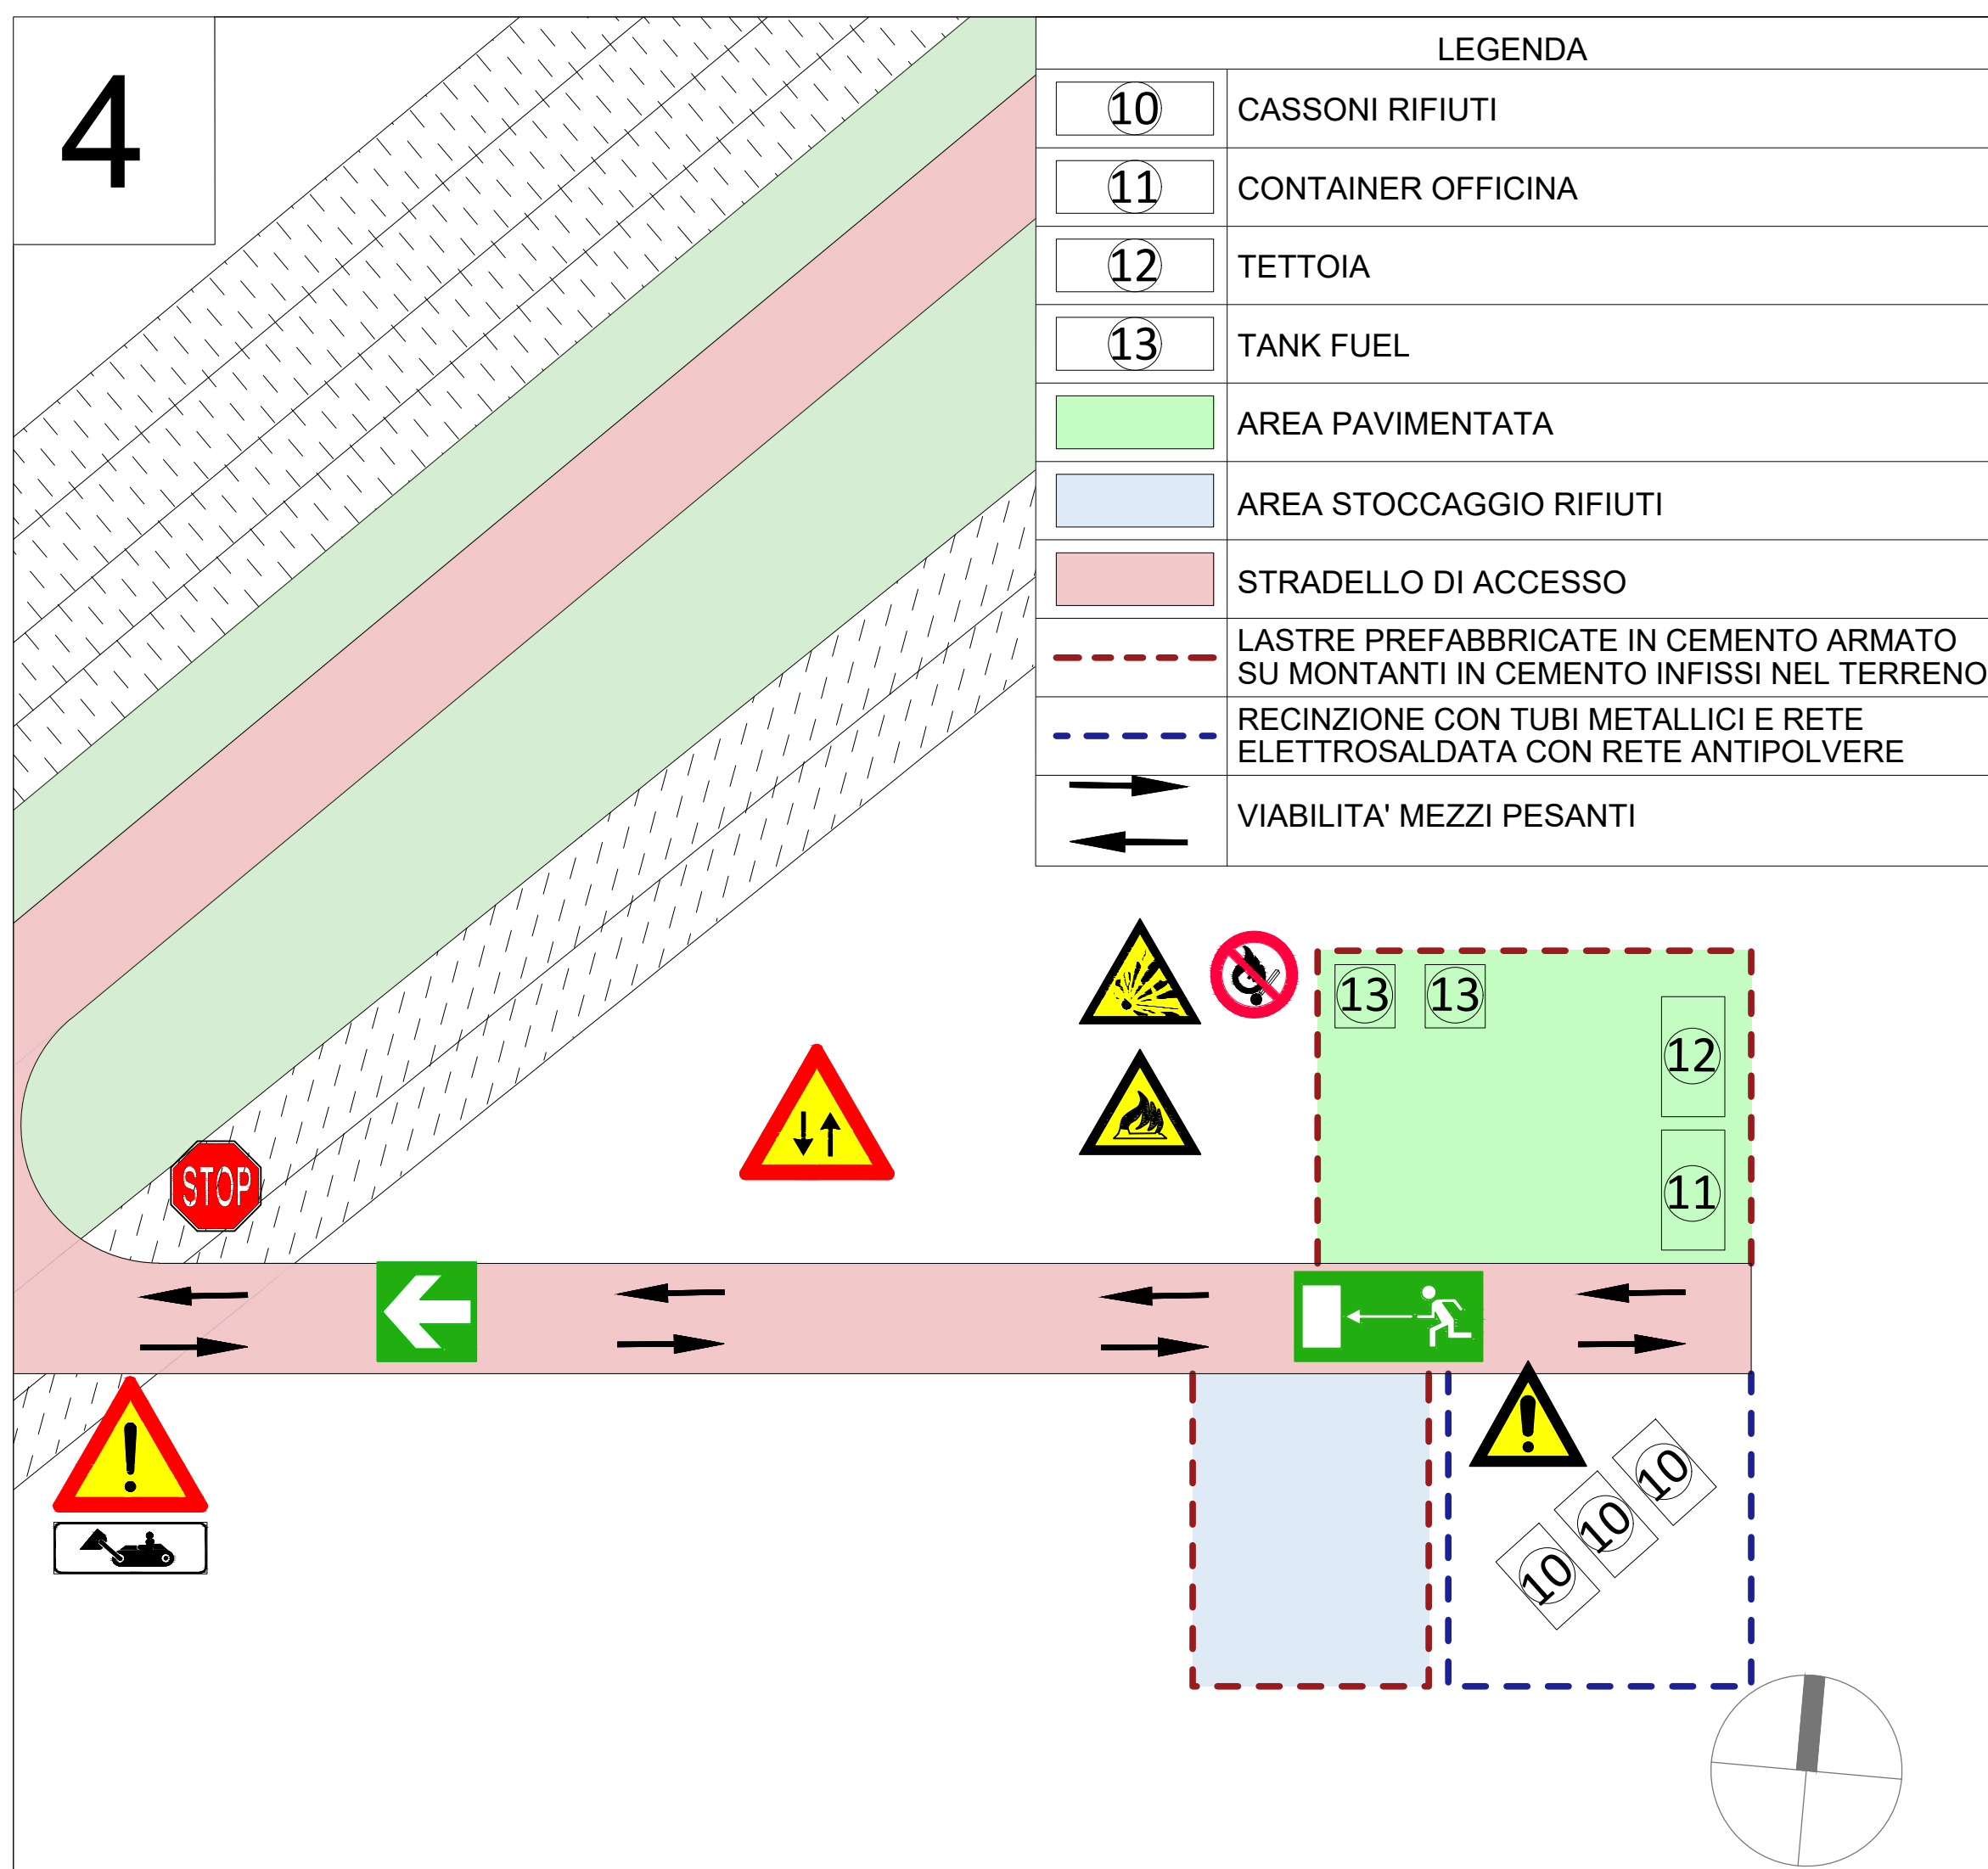 4
LEGENDA
10 CASSONI RIFIUTI
11 CONTAINER OFFICINA
12 TETTOIA
13 TANK FUEL
AREA PAVIMENTATA
AREA STOCCAGGIO RIFIUTI
STRADELLO DI ACCESSO
LASTRE PREFABBRICATE IN CEMENTO ARMATO
SU MONTANTI IN CEMENTO INFISSI NEL TERRENO
RECINZIONE CON TUBI METALLICI E RETE
ELETTROSALDATA CON RETE ANTIPOLVERE
VIABILITA' MEZZI PESANTI
13 13
12
STOP
11
10
10
10